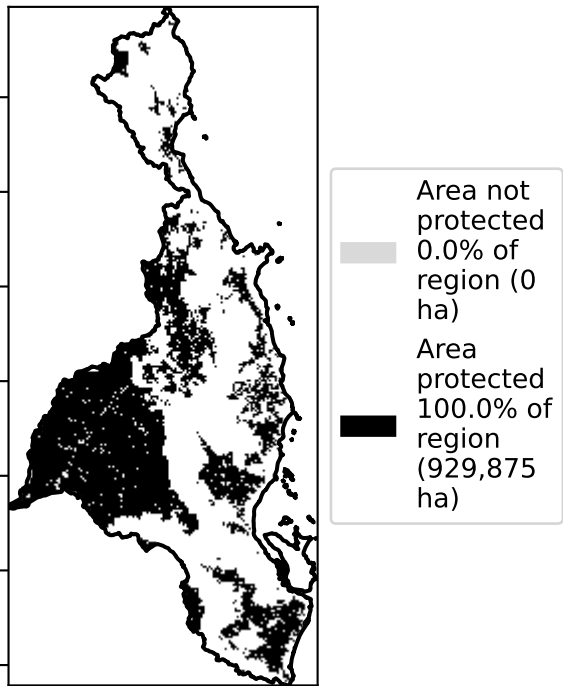 Area not
protected
0.0% of
region (0
ha)
Area
protected
100.0% of
region
(929,875
ha)